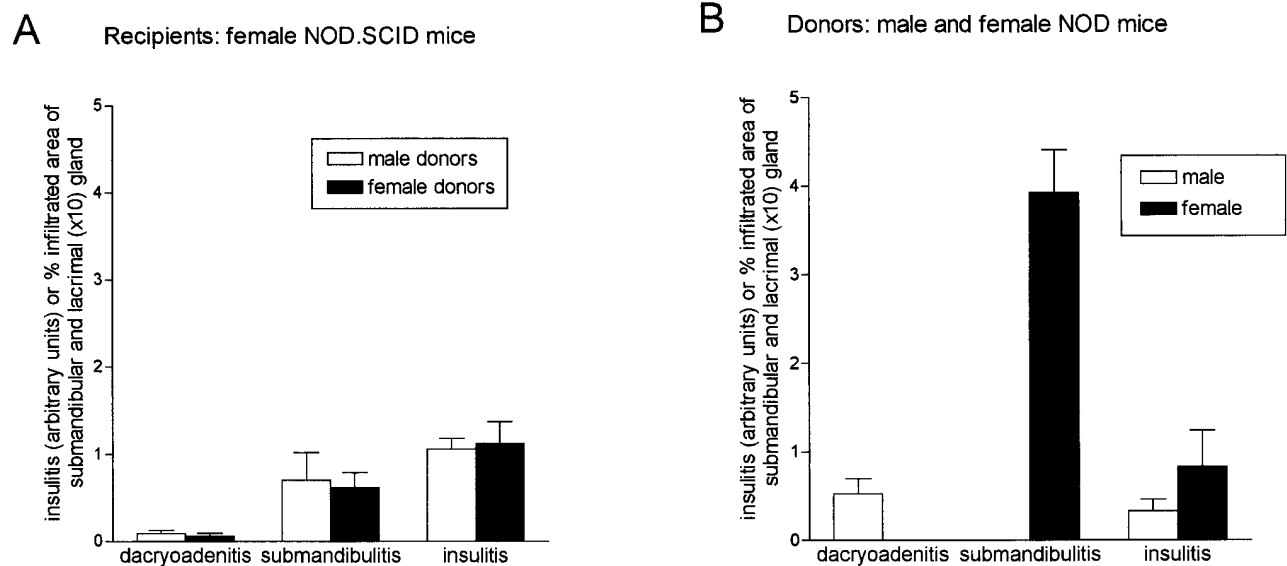 A
Recipients: female NOD.SCID mice
insulitis (arbitrary units) or % infiltrated area of
submandibular and lacrimal (x10) gland
5
4
3
2
1
0
male donors
female donors
dacryoadenitis submandibulitis insulitis
B
Donors: male and female NOD mice
insulitis (arbitrary units) or % infiltrated area of
submandibular and lacrimal (x10) gland
5
4
3
2
1
0
male
female
dacryoadenitis submandibulitis insulitis